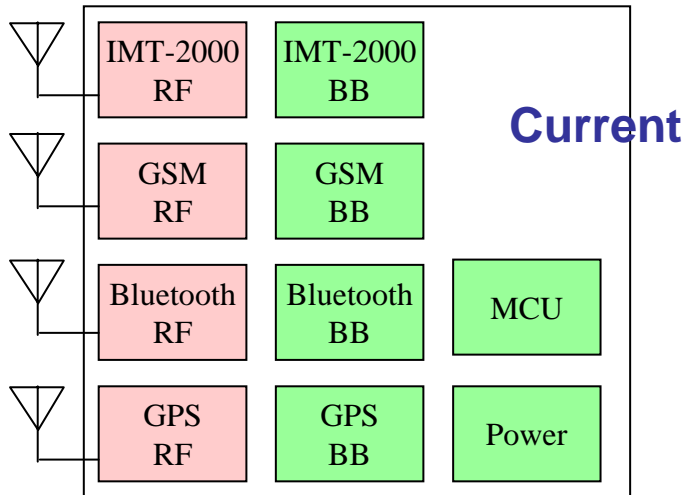 IMT-2000
RF
IMT-2000
BB
Current
GSM
RF
GSM
BB
Bluetooth
RF
Bluetooth
BB
MCU
GPS
RF
GPS
BB
Power